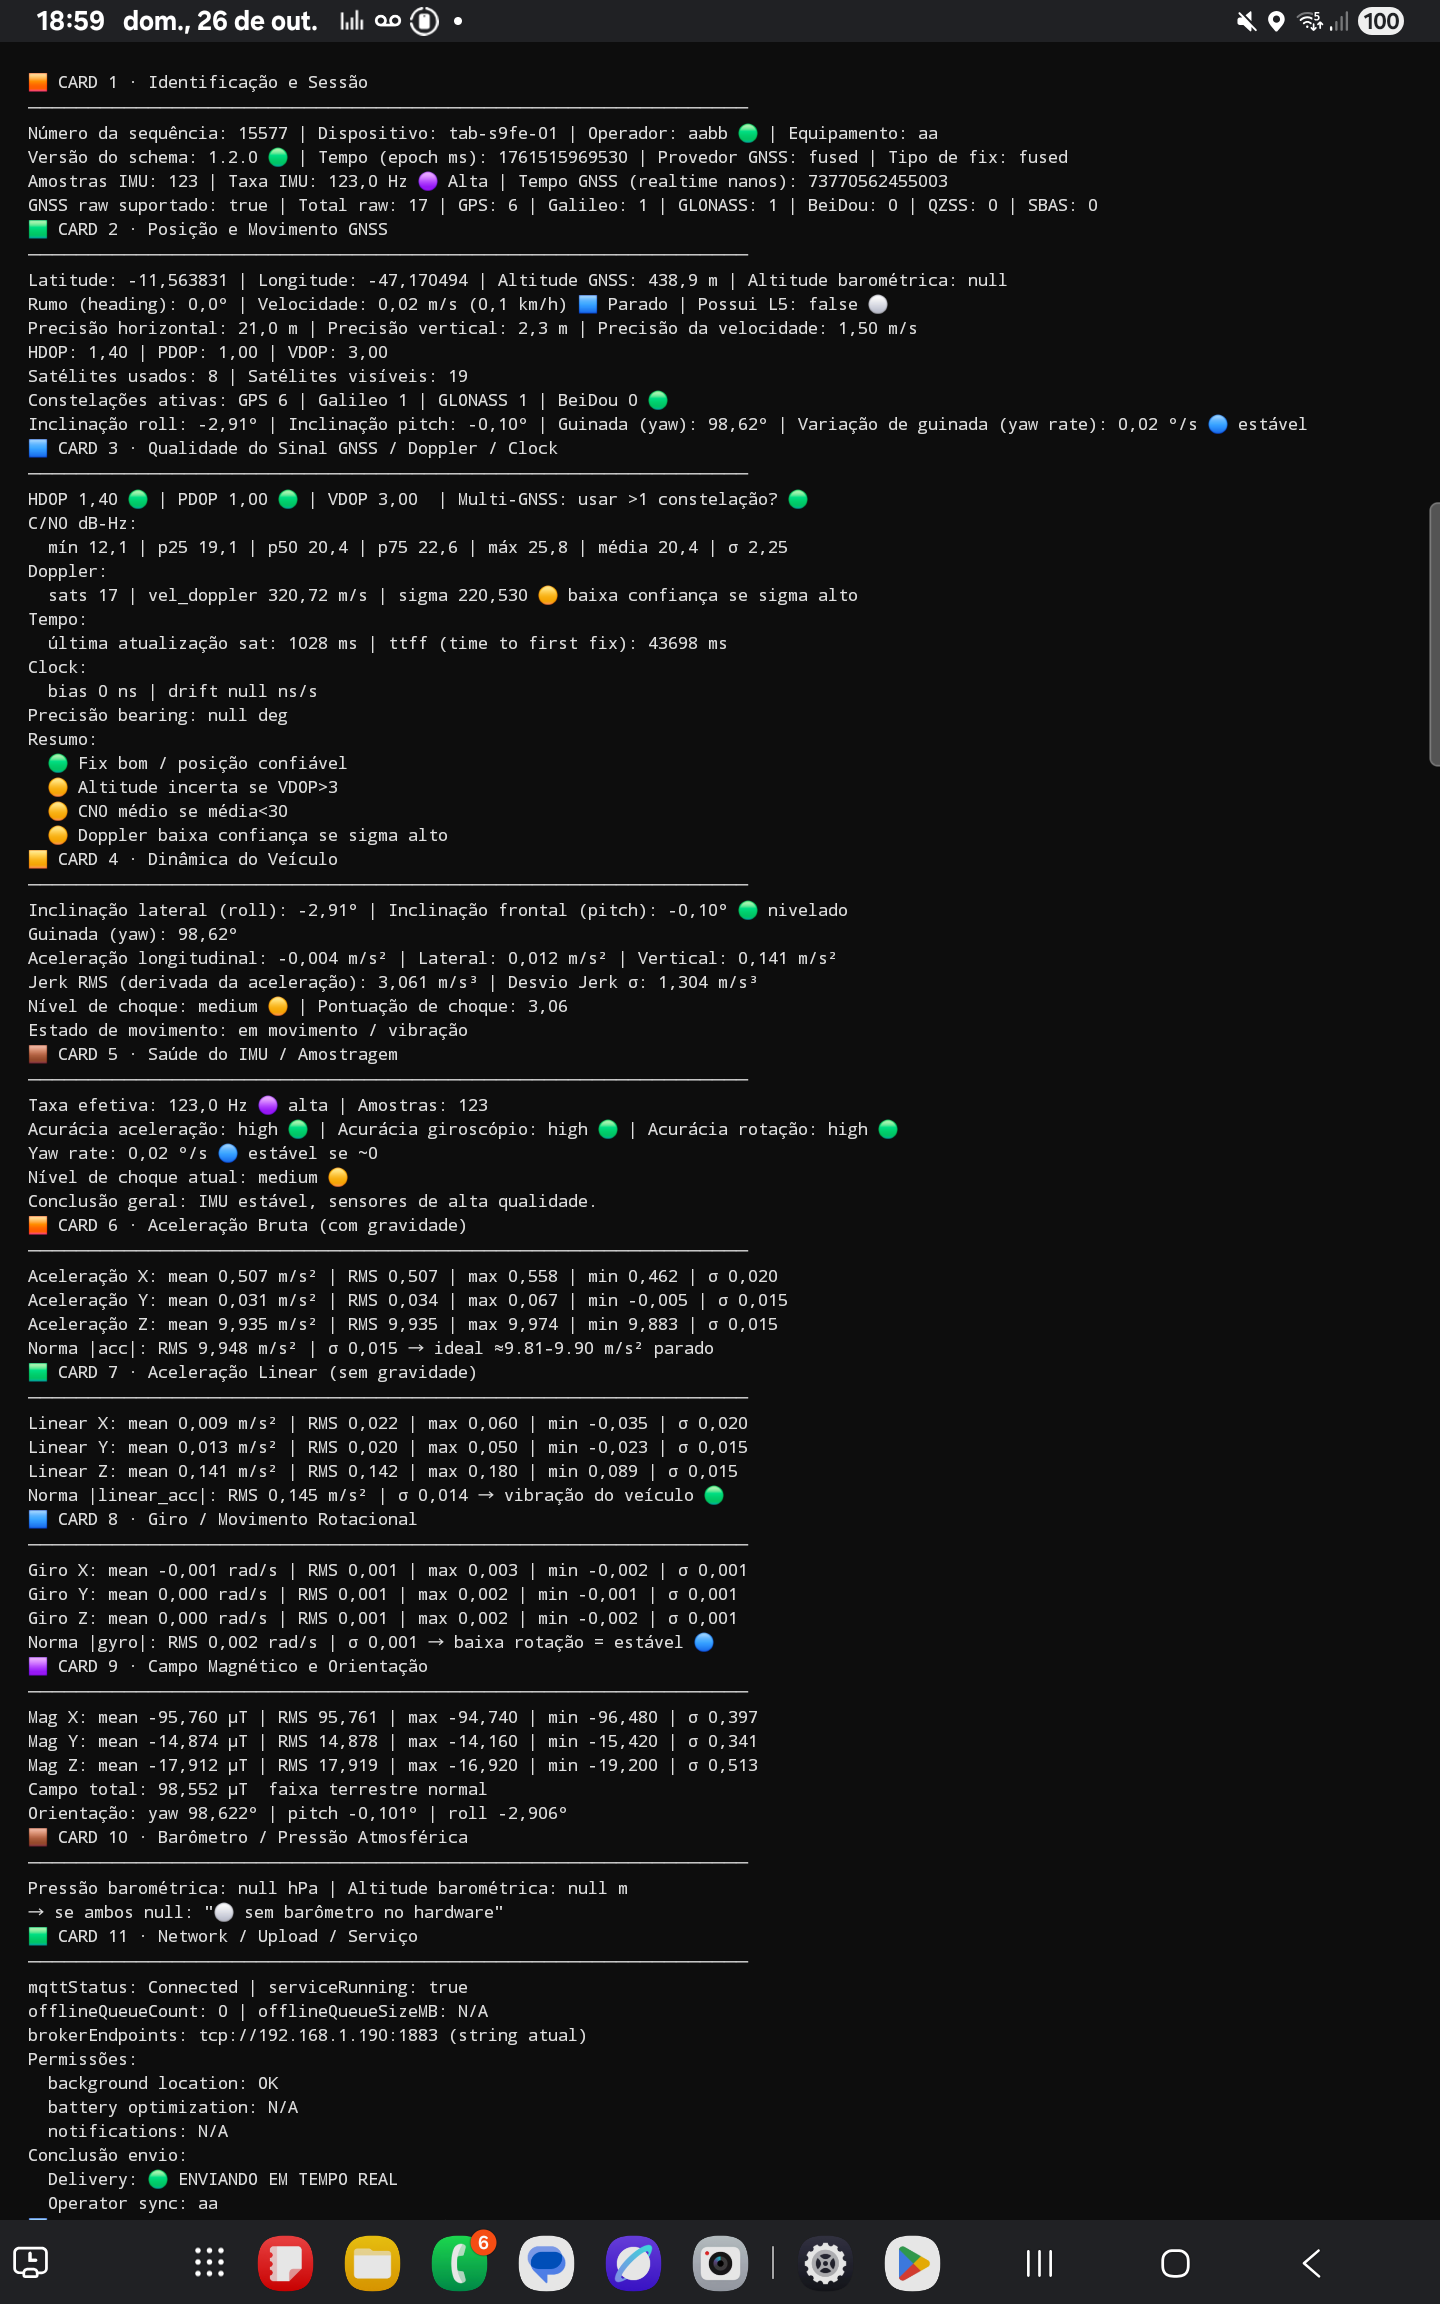 18:59 dom., 26 de out.
100
CARD 1 · Identificação e Sessão
Número da sequência: 15577 | Dispositivo: tab-s9fe-01 | Operador: aabb 🟢 | Equipamento: aa
Versão do schema: 1.2.0 🟢 | Tempo (epoch ms): 1761515969530 | Provedor GNSS: fused | Tipo de fix: fused
Amostras IMU: 123 | Taxa IMU: 123,0 Hz 🟣 Alta | Tempo GNSS (realtime nanos): 73770562455003
GNSS raw suportado: true | Total raw: 17 | GPS: 6 | Galileo: 1 | GLONASS: 1 | BeiDou: 0 | QZSS: 0 | SBAS: 0
CARD 2 · Posição e Movimento GNSS
Latitude: -11,563831 | Longitude: -47,170494 | Altitude GNSS: 438,9 m | Altitude barométrica: null
Rumo (heading): 0,0° | Velocidade: 0,02 m/s (0,1 km/h) 🟦 Parado | Possui L5: false ⚪
Precisão horizontal: 21,0 m | Precisão vertical: 2,3 m | Precisão da velocidade: 1,50 m/s
HDOP: 1,40 | PDOP: 1,00 | VDOP: 3,00
Satélites usados: 8 | Satélites visíveis: 19
Constelações ativas: GPS 6 | Galileo 1 | GLONASS 1 | BeiDou 0 🟢
Inclinação roll: -2,91° | Inclinação pitch: -0,10° | Guinada (yaw): 98,62° | Variação de guinada (yaw rate): 0,02 °/s 🔵 estável
CARD 3 · Qualidade do Sinal GNSS / Doppler / Clock
HDOP 1,40 🟢 | PDOP 1,00 🟢 | VDOP 3,00 | Multi-GNSS: usar >1 constelação? 🟢
C/N0 dB-Hz:
mín 12,1 | p25 19,1 | p50 20,4 | p75 22,6 | máx 25,8 | média 20,4 | σ 2,25
Doppler:
sats 17 | vel_doppler 320,72 m/s | sigma 220,530 🟠 baixa confiança se sigma alto
Tempo:
última atualização sat: 1028 ms | ttff (time to first fix): 43698 ms
Clock:
bias 0 ns | drift null ns/s
Precisão bearing: null deg
Resumo:
🟢 Fix bom / posição confiável
🟠 Altitude incerta se VDOP>3
🟠 CN0 médio se média<30
🟠 Doppler baixa confiança se sigma alto
CARD 4 · Dinâmica do Veículo
Inclinação lateral (roll): -2,91° | Inclinação frontal (pitch): -0,10° 🟢 nivelado
Guinada (yaw): 98,62°
Aceleração longitudinal: -0,004 m/s² | Lateral: 0,012 m/s² | Vertical: 0,141 m/s²
Jerk RMS (derivada da aceleração): 3,061 m/s³ | Desvio Jerk σ: 1,304 m/s³
Nível de choque: medium 🟠 | Pontuação de choque: 3,06
Estado de movimento: em movimento / vibração
CARD 5 · Saúde do IMU / Amostragem
Taxa efetiva: 123,0 Hz 🟣 alta | Amostras: 123
Acurácia aceleração: high 🟢 | Acurácia giroscópio: high 🟢 | Acurácia rotação: high 🟢
Yaw rate: 0,02 °/s 🔵 estável se ~0
Nível de choque atual: medium 🟠
Conclusão geral: IMU estável, sensores de alta qualidade.
CARD 6 · Aceleração Bruta (com gravidade)
Aceleração X: mean 0,507 m/s² | RMS 0,507 | max 0,558 | min 0,462 | σ 0,020
Aceleração Y: mean 0,031 m/s² | RMS 0,034 | max 0,067 | min -0,005 | σ 0,015
Aceleração Z: mean 9,935 m/s² | RMS 9,935 | max 9,974 | min 9,883 | σ 0,015
Norma |acc|: RMS 9,948 m/s² | σ 0,015 → ideal ≈9.81–9.90 m/s² parado
CARD 7 · Aceleração Linear (sem gravidade)
Linear X: mean 0,009 m/s² | RMS 0,022 | max 0,060 | min -0,035 | σ 0,020
Linear Y: mean 0,013 m/s² | RMS 0,020 | max 0,050 | min -0,023 | σ 0,015
Linear Z: mean 0,141 m/s² | RMS 0,142 | max 0,180 | min 0,089 | σ 0,015
Norma |linear_acc|: RMS 0,145 m/s² | σ 0,014 → vibração do veículo 🟢
CARD 8 · Giro / Movimento Rotacional
Giro X: mean -0,001 rad/s | RMS 0,001 | max 0,003 | min -0,002 | σ 0,001
Giro Y: mean 0,000 rad/s | RMS 0,001 | max 0,002 | min -0,001 | σ 0,001
Giro Z: mean 0,000 rad/s | RMS 0,001 | max 0,002 | min -0,002 | σ 0,001
Norma |gyro|: RMS 0,002 rad/s | σ 0,001 → baixa rotação = estável 🔵
CARD 9 · Campo Magnético e Orientação
Mag X: mean -95,760 µT | RMS 95,761 | max -94,740 | min -96,480 | σ 0,397
Mag Y: mean -14,874 µT | RMS 14,878 | max -14,160 | min -15,420 | σ 0,341
Mag Z: mean -17,912 µT | RMS 17,919 | max -16,920 | min -19,200 | σ 0,513
Campo total: 98,552 µT faixa terrestre normal
Orientação: yaw 98,622° | pitch -0,101° | roll -2,906°
CARD 10 · Barômetro / Pressão Atmosférica
Pressão barométrica: null hPa | Altitude barométrica: null m
→ se ambos null: "⚪ sem barômetro no hardware"
CARD 11 · Network / Upload / Serviço
mqttStatus: Connected | serviceRunning: true
offlineQueueCount: 0 | offlineQueueSizeMB: N/A
brokerEndpoints: tcp://192.168.1.190:1883 (string atual)
Permissões:
background location: OK
battery optimization: N/A
notifications: N/A
Conclusão envio:
Delivery: 🟢 ENVIANDO EM TEMPO REAL
Operator sync: aa
6